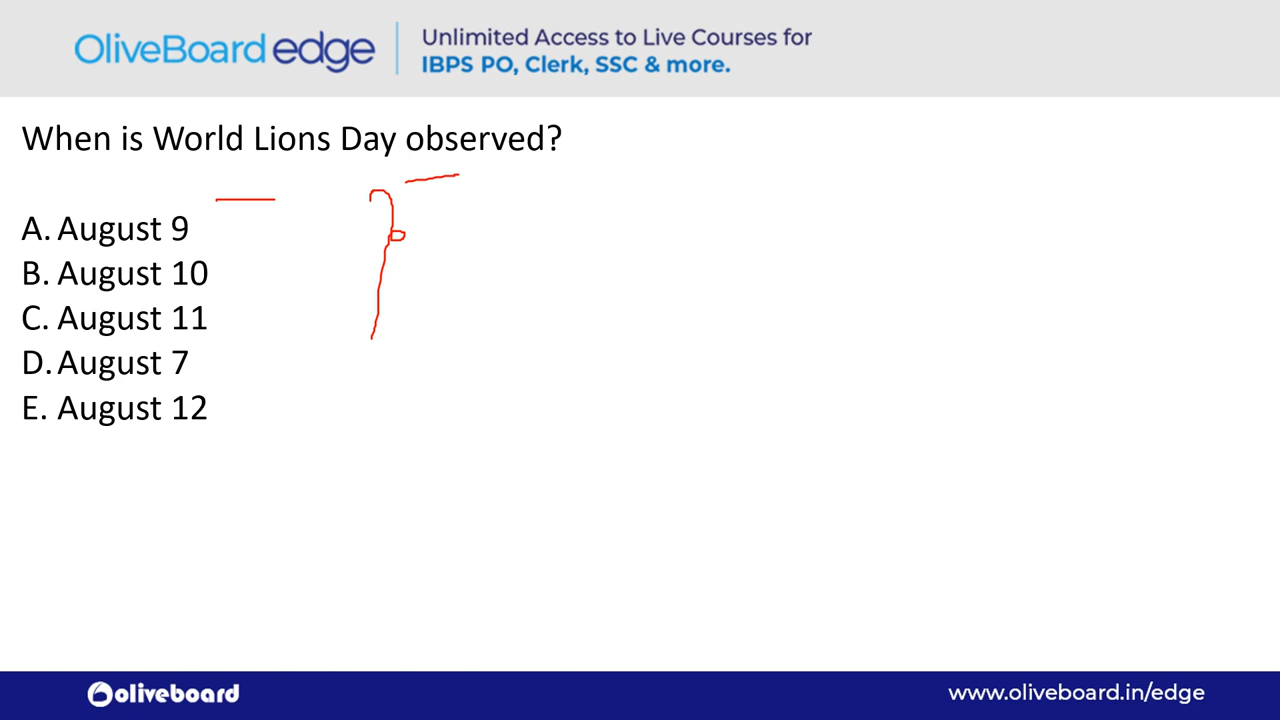 OliveBoard edge
Unlimited Access to Live Courses for
IBPS PO, Clerk, SSC & more.
When is World Lions Day observed?
A. August 9
B. August 10
C. August 11
D. August 7
E. August 12
oliveboard
www.oliveboard.in/edge